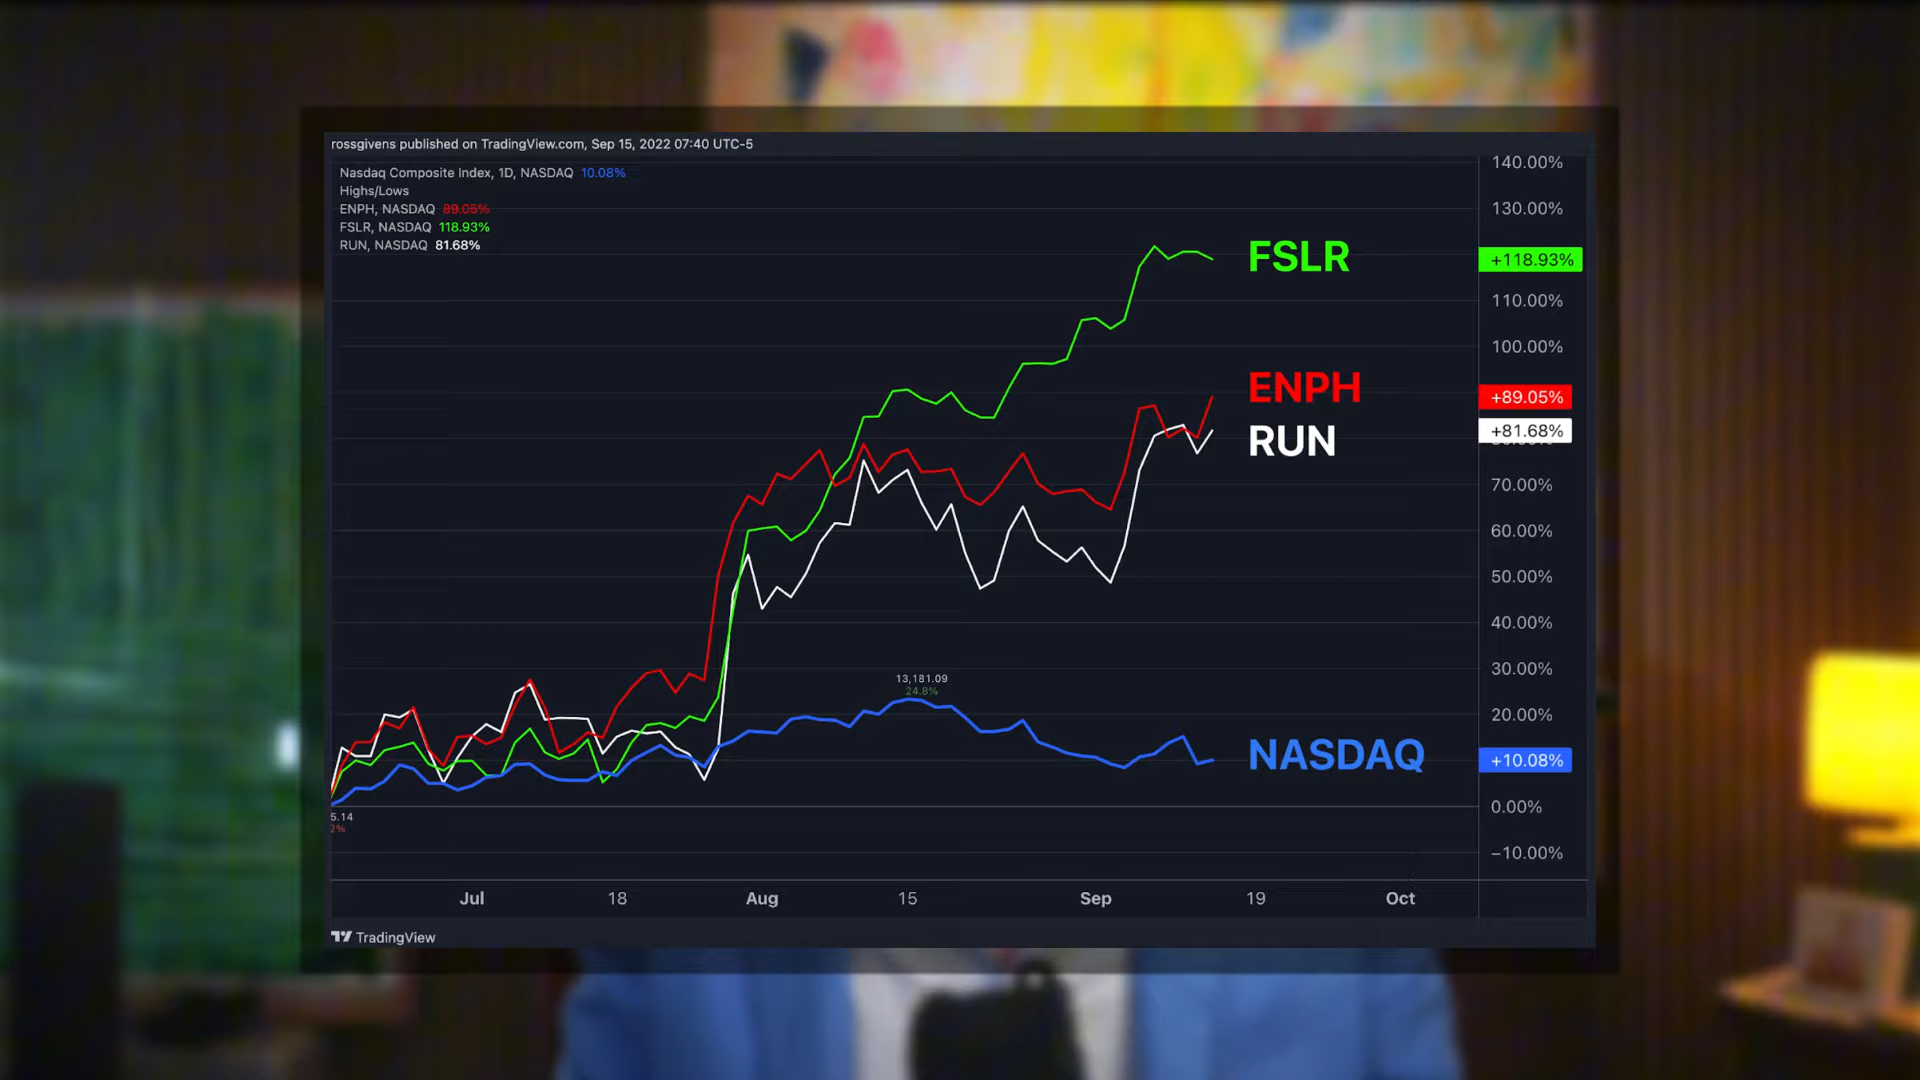 rossgivens published on TradingView.com, Sep 15, 2022 07:40 UTC-5
Nasdaq Composite Index, 1D, NASDAQ 10.08%
Highs/Lows
ENPH, NASDAQ 89.05%
FSLR, NASDAQ 118.93%
RUN, NASDAQ 81.68%
140.00%
130.00%
FSLR
+118.93%
110.00%
100.00%
ENPH
+89.05%
RUN
+81.68%
70.00%
60.00%
50.00%
40.00%
30.00%
13,181.09
24.8%
20.00%
NASDAQ
+10.08%
0.00%
5.14
2%
−10.00%
Jul 18 Aug 15 Sep 19 Oct
TradingView